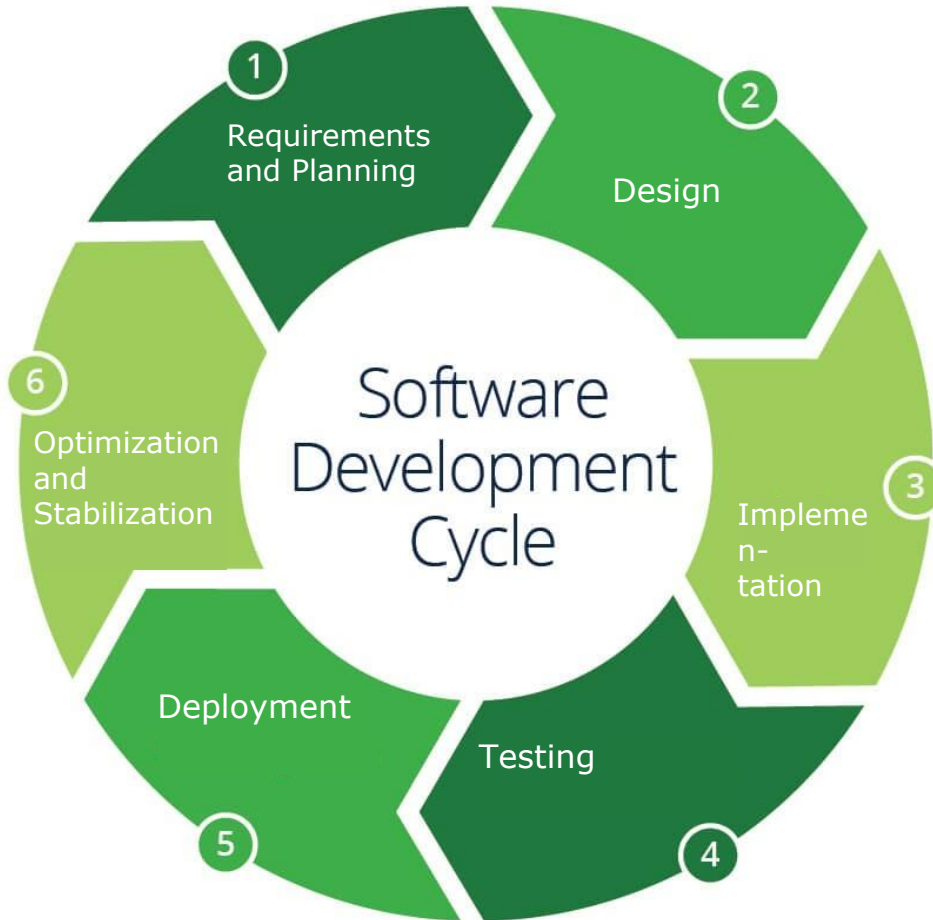 1
Requirements
and Planning
2
Design
3
Impleme
n-
tation
4
Testing
5
Deployment
6
Optimization
and
Stabilization
Software
Development
Cycle